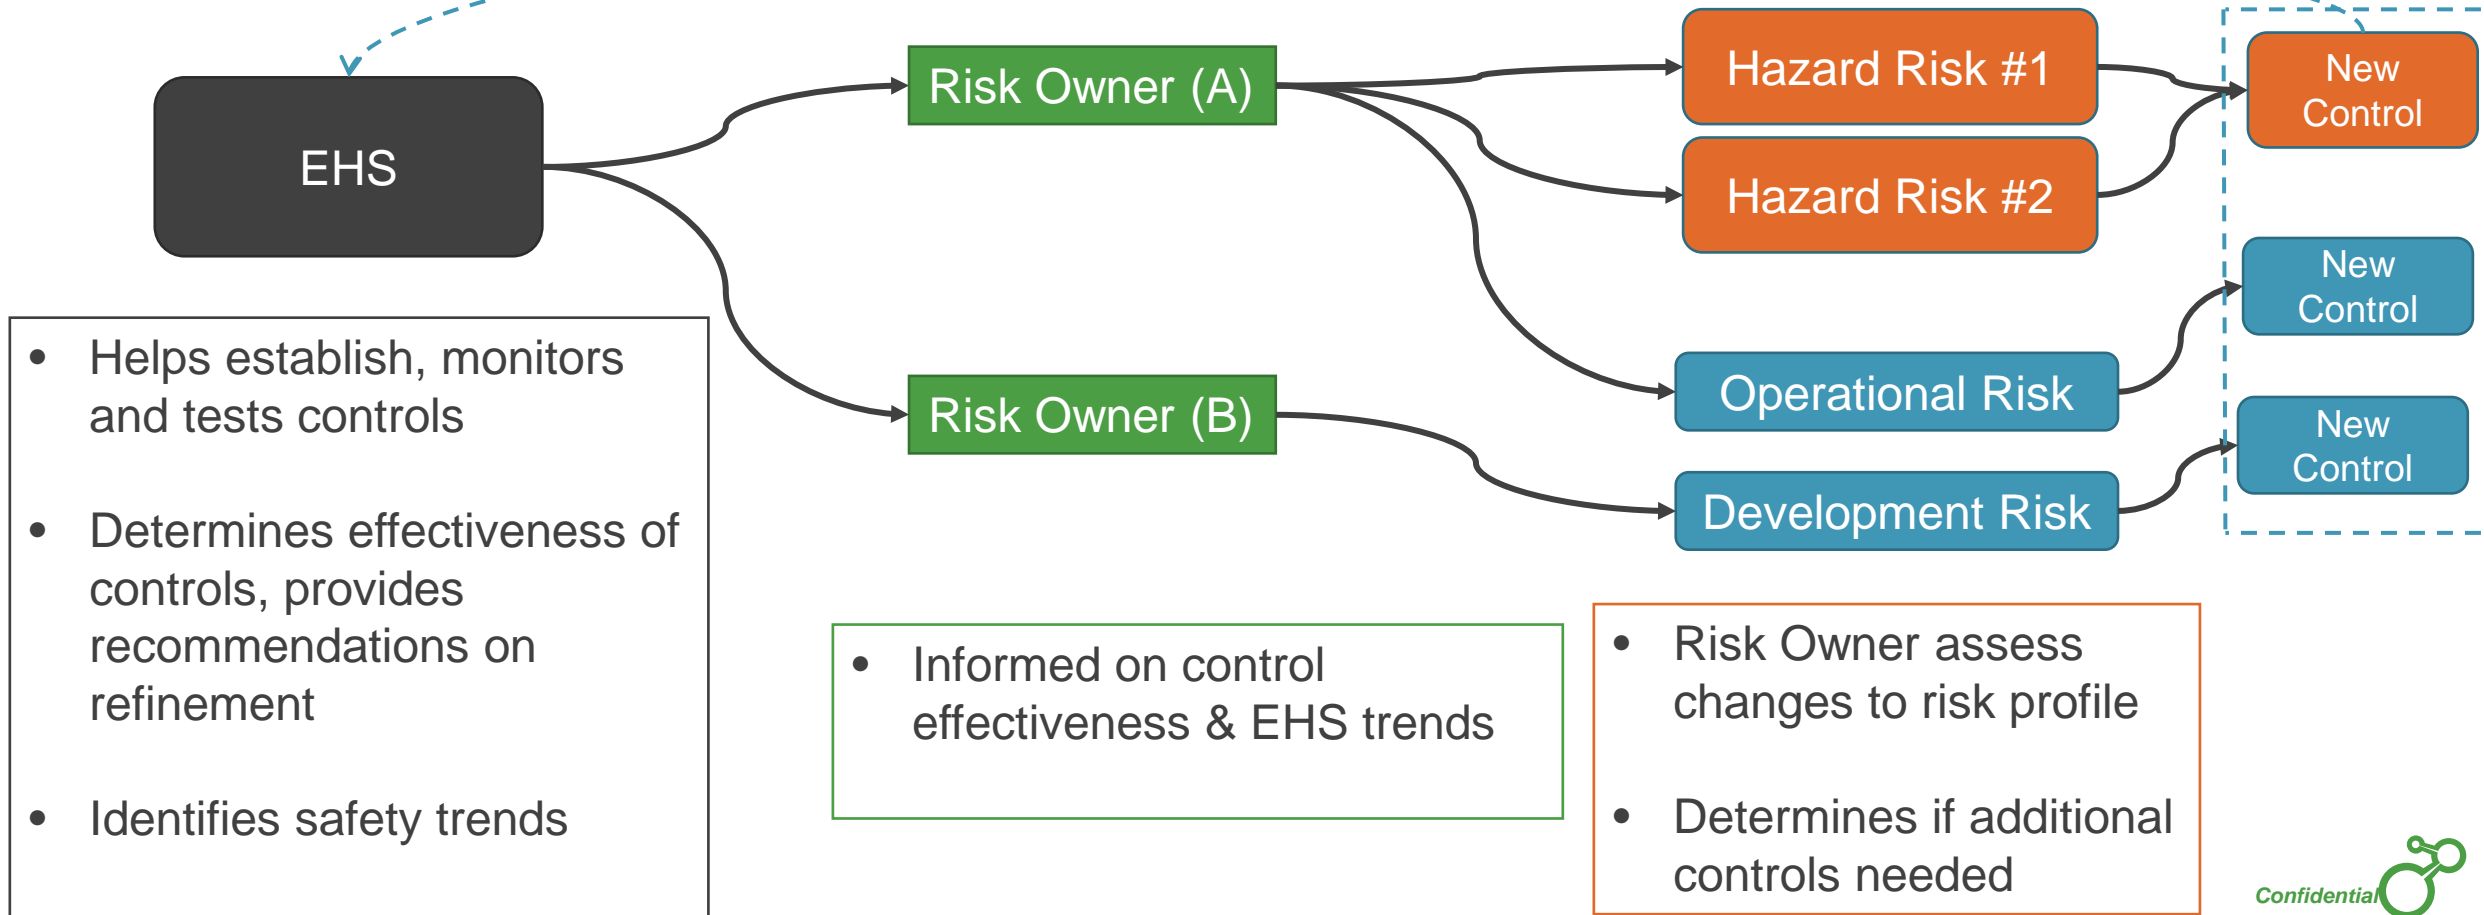 EHS
Risk Owner (A)
Risk Owner (B)
Hazard Risk #1
Hazard Risk #2
Operational Risk
Development Risk
New
Control
New
Control
New
Control
• Helps establish, monitors
and tests controls
• Determines effectiveness of
controls, provides
recommendations on
refinement
• Identifies safety trends
• Informed on control
effectiveness & EHS trends
• Risk Owner assess
changes to risk profile
• Determines if additional
controls needed
Confidential